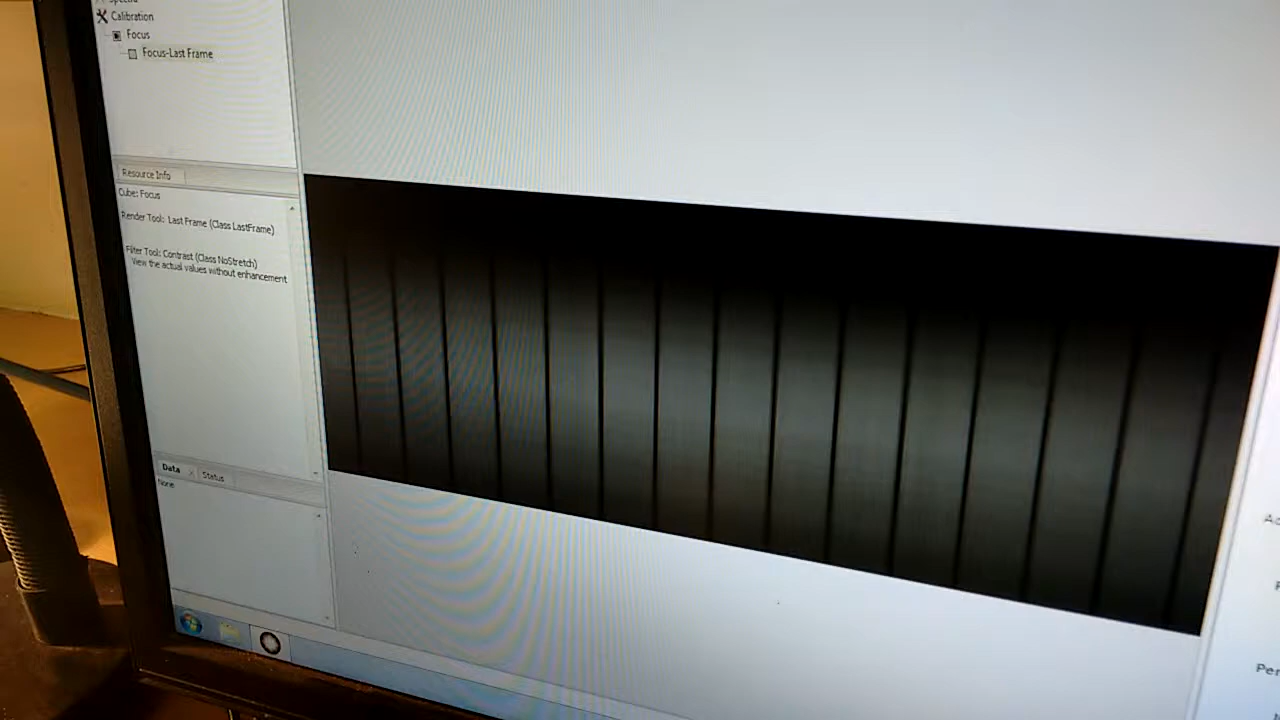 Calibration
Focus
Focus-Last Frame
Resource Info
Cube: Focus
Render Tool: Last Frame (Class LastFrame)
Filter Tool: Contrast (Class NoStretch)
View the actual values without enhancement
Data
Status
None